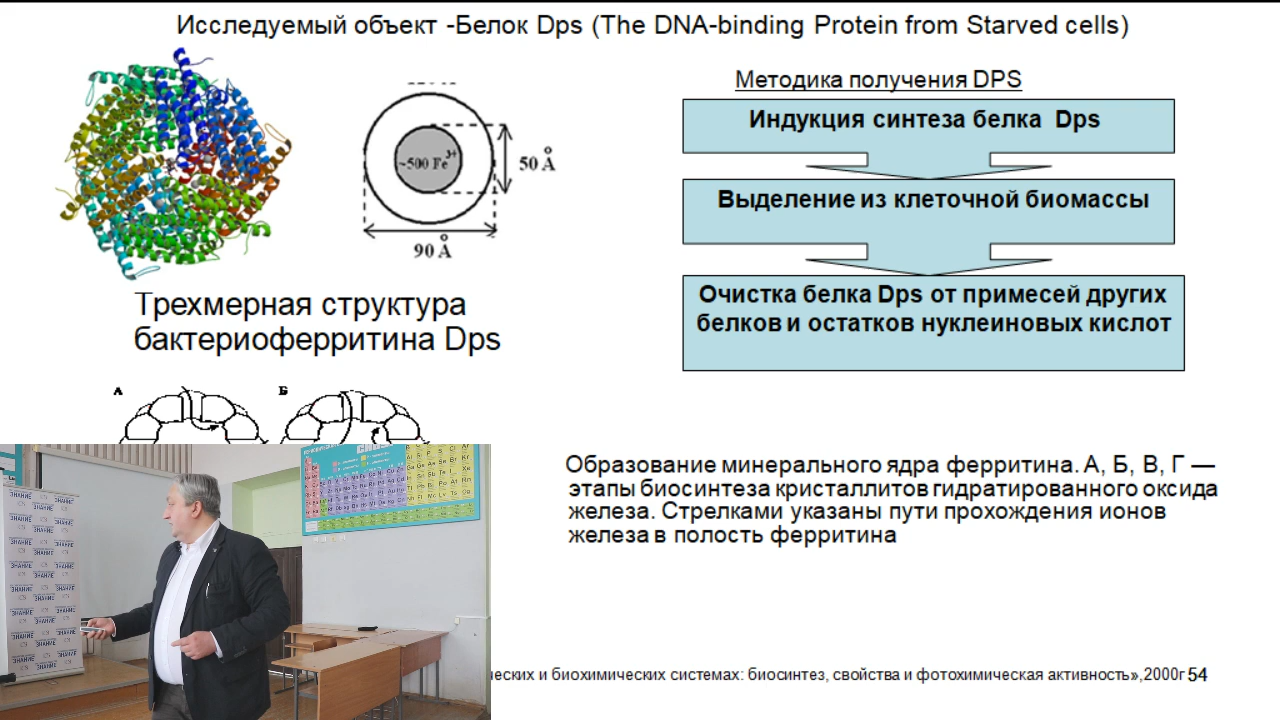 Исследуемый объект -Белок Dps (The DNA-binding Protein from Starved cells)
~500 Fe3+
50 Å
90 Å
Трехмерная структура
бактериоферритина Dps
Методика получения DPS
Индукция синтеза белка Dps
Выделение из клеточной биомассы
Очистка белка Dps от примесей других
белков и остатков нуклеиновых кислот
А
Б
Образование минерального ядра ферритина. А, Б, В, Г —
этапы биосинтеза кристаллитов гидратированного оксида
железа. Стрелками указаны пути прохождения ионов
железа в полость ферритина
ЗНАНИЕ
ческих и биохимических системах: биосинтез, свойства и фотохимическая активность»,2000г 54